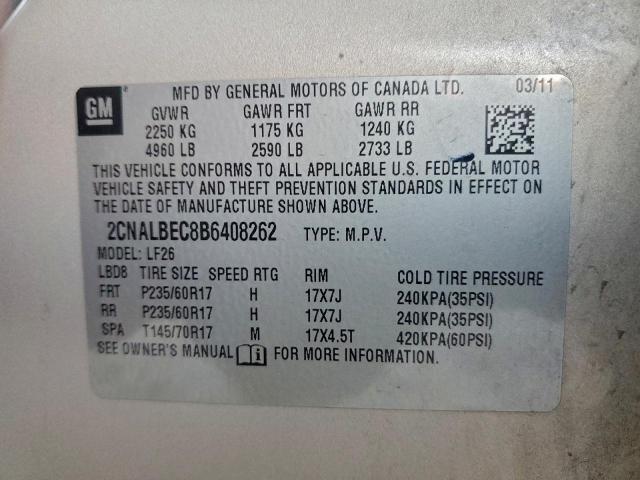 GM
MFD BY GENERAL MOTORS OF CANADA LTD. 03/11
GVWR GAWR FRT GAWR RR
2250 KG 1175 KG 1240 KG
4960 LB 2590 LB 2733 LB
THIS VEHICLE CONFORMS TO ALL APPLICABLE U.S. FEDERAL MOTOR
VEHICLE SAFETY AND THEFT PREVENTION STANDARDS IN EFFECT ON
THE DATE OF MANUFACTURE SHOWN ABOVE.
2CNALBEC8B6408262 TYPE: M.P.V.
MODEL: LF26
LBD8 TIRE SIZE SPEED RTG RIM COLD TIRE PRESSURE
FRT P235/60R17 H 17X7J 240KPA(35PSI)
RR P235/60R17 H 17X7J 240KPA(35PSI)
SPA T145/70R17 M 17X4.5T 420KPA(60PSI)
SEE OWNER'S MANUAL FOR MORE INFORMATION.